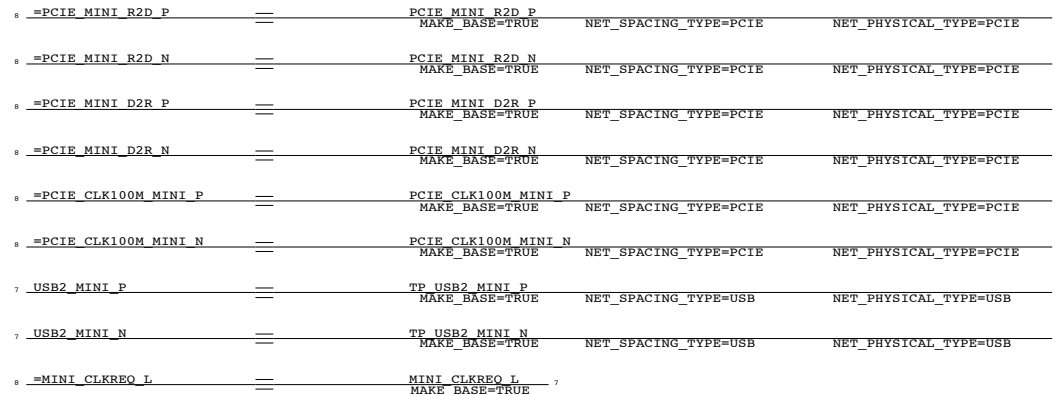 8 =PCIE_MINI_R2D_P PCIE_MINI_R2D_P
MAKE_BASE=TRUE NET_SPACING_TYPE=PCIE NET_PHYSICAL_TYPE=PCIE
8 =PCIE_MINI_R2D_N PCIE_MINI_R2D_N
MAKE_BASE=TRUE NET_SPACING_TYPE=PCIE NET_PHYSICAL_TYPE=PCIE
8 =PCIE_MINI_D2R_P PCIE_MINI_D2R_P
MAKE_BASE=TRUE NET_SPACING_TYPE=PCIE NET_PHYSICAL_TYPE=PCIE
8 =PCIE_MINI_D2R_N PCIE_MINI_D2R_N
MAKE_BASE=TRUE NET_SPACING_TYPE=PCIE NET_PHYSICAL_TYPE=PCIE
8 =PCIE_CLK100M_MINI_P PCIE_CLK100M_MINI_P
MAKE_BASE=TRUE NET_SPACING_TYPE=PCIE NET_PHYSICAL_TYPE=PCIE
8 =PCIE_CLK100M_MINI_N PCIE_CLK100M_MINI_N
MAKE_BASE=TRUE NET_SPACING_TYPE=PCIE NET_PHYSICAL_TYPE=PCIE
7 USB2_MINI_P TP_USB2_MINI_P
MAKE_BASE=TRUE NET_SPACING_TYPE=USB NET_PHYSICAL_TYPE=USB
7 USB2_MINI_N TP_USB2_MINI_N
MAKE_BASE=TRUE NET_SPACING_TYPE=USB NET_PHYSICAL_TYPE=USB
8 =MINI_CLKREQ_L MINI_CLKREQ_L 7
MAKE_BASE=TRUE